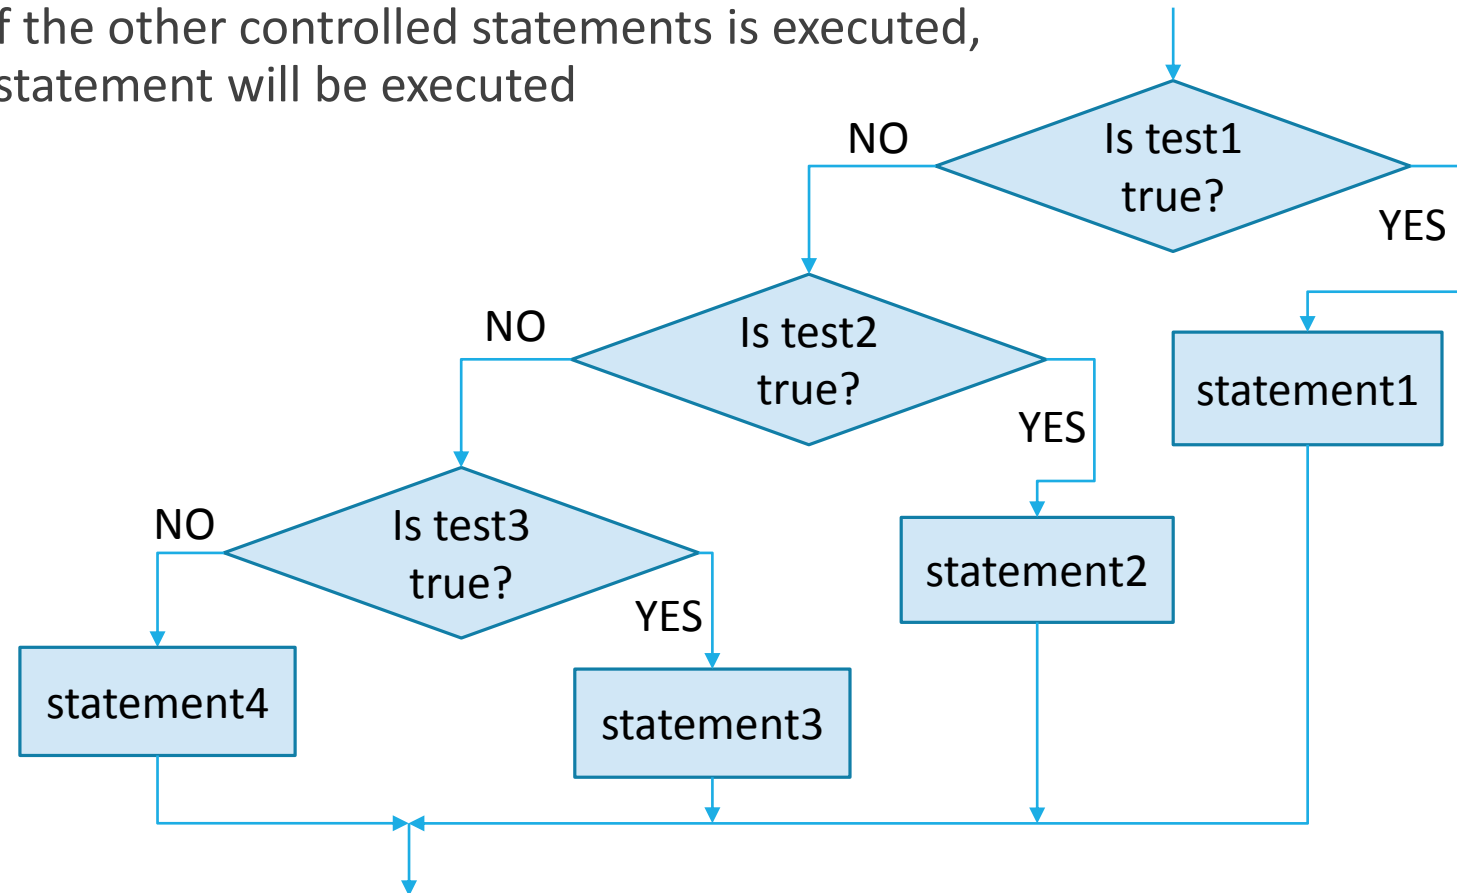 f the other controlled statements is executed,
statement will be executed
NO
Is test1
true?
YES
NO
Is test2
true?
YES
statement1
NO
Is test3
true?
YES
statement2
statement4
statement3